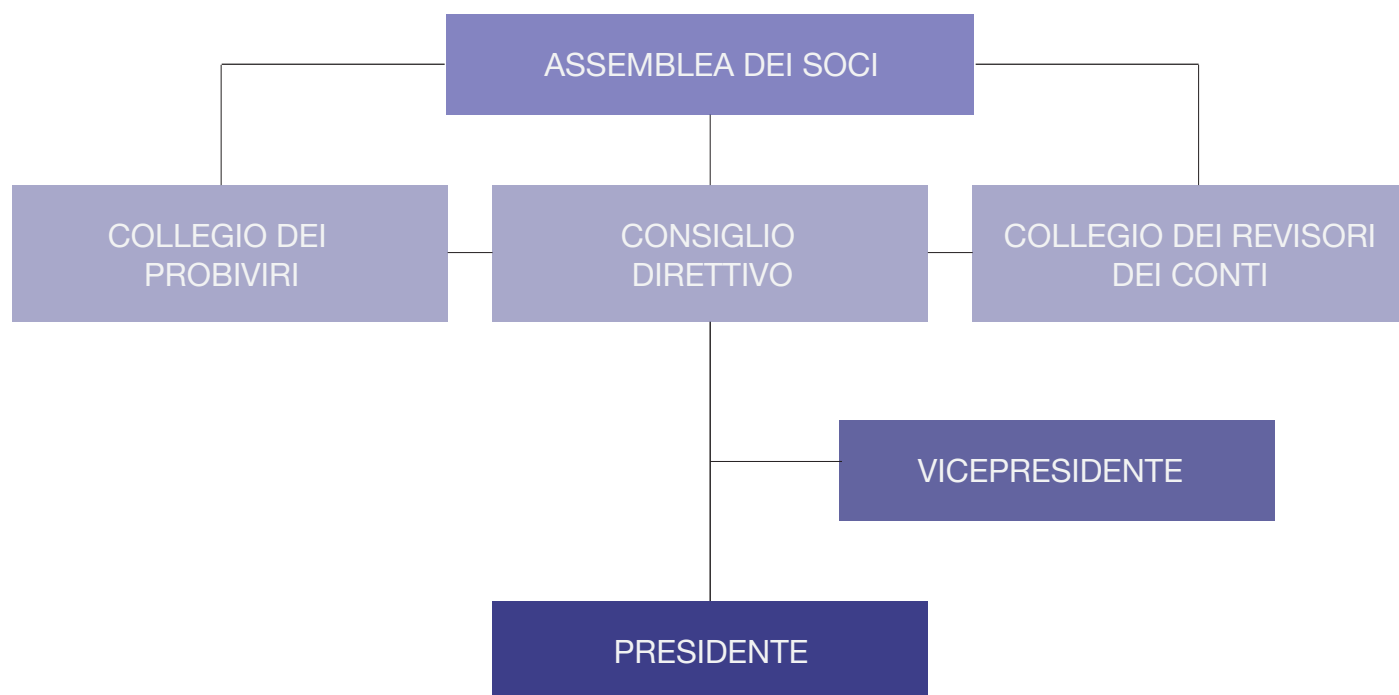 ASSEMBLEA DEI SOCI
COLLEGIO DEI
PROBIVIRI
CONSIGLIO
DIRETTIVO
COLLEGIO DEI REVISORI
DEI CONTI
VICEPRESIDENTE
PRESIDENTE